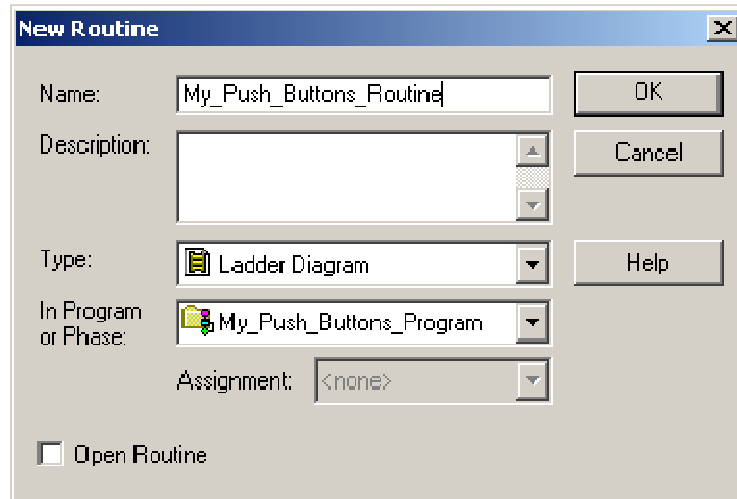 New Routine
Name:
My_Push_Buttons_Routine
OK
Description:
Cancel
Type:
Ladder Diagram
Help
In Program
or Phase:
My_Push_Buttons_Program
Assignment:
<none>
Open Routine